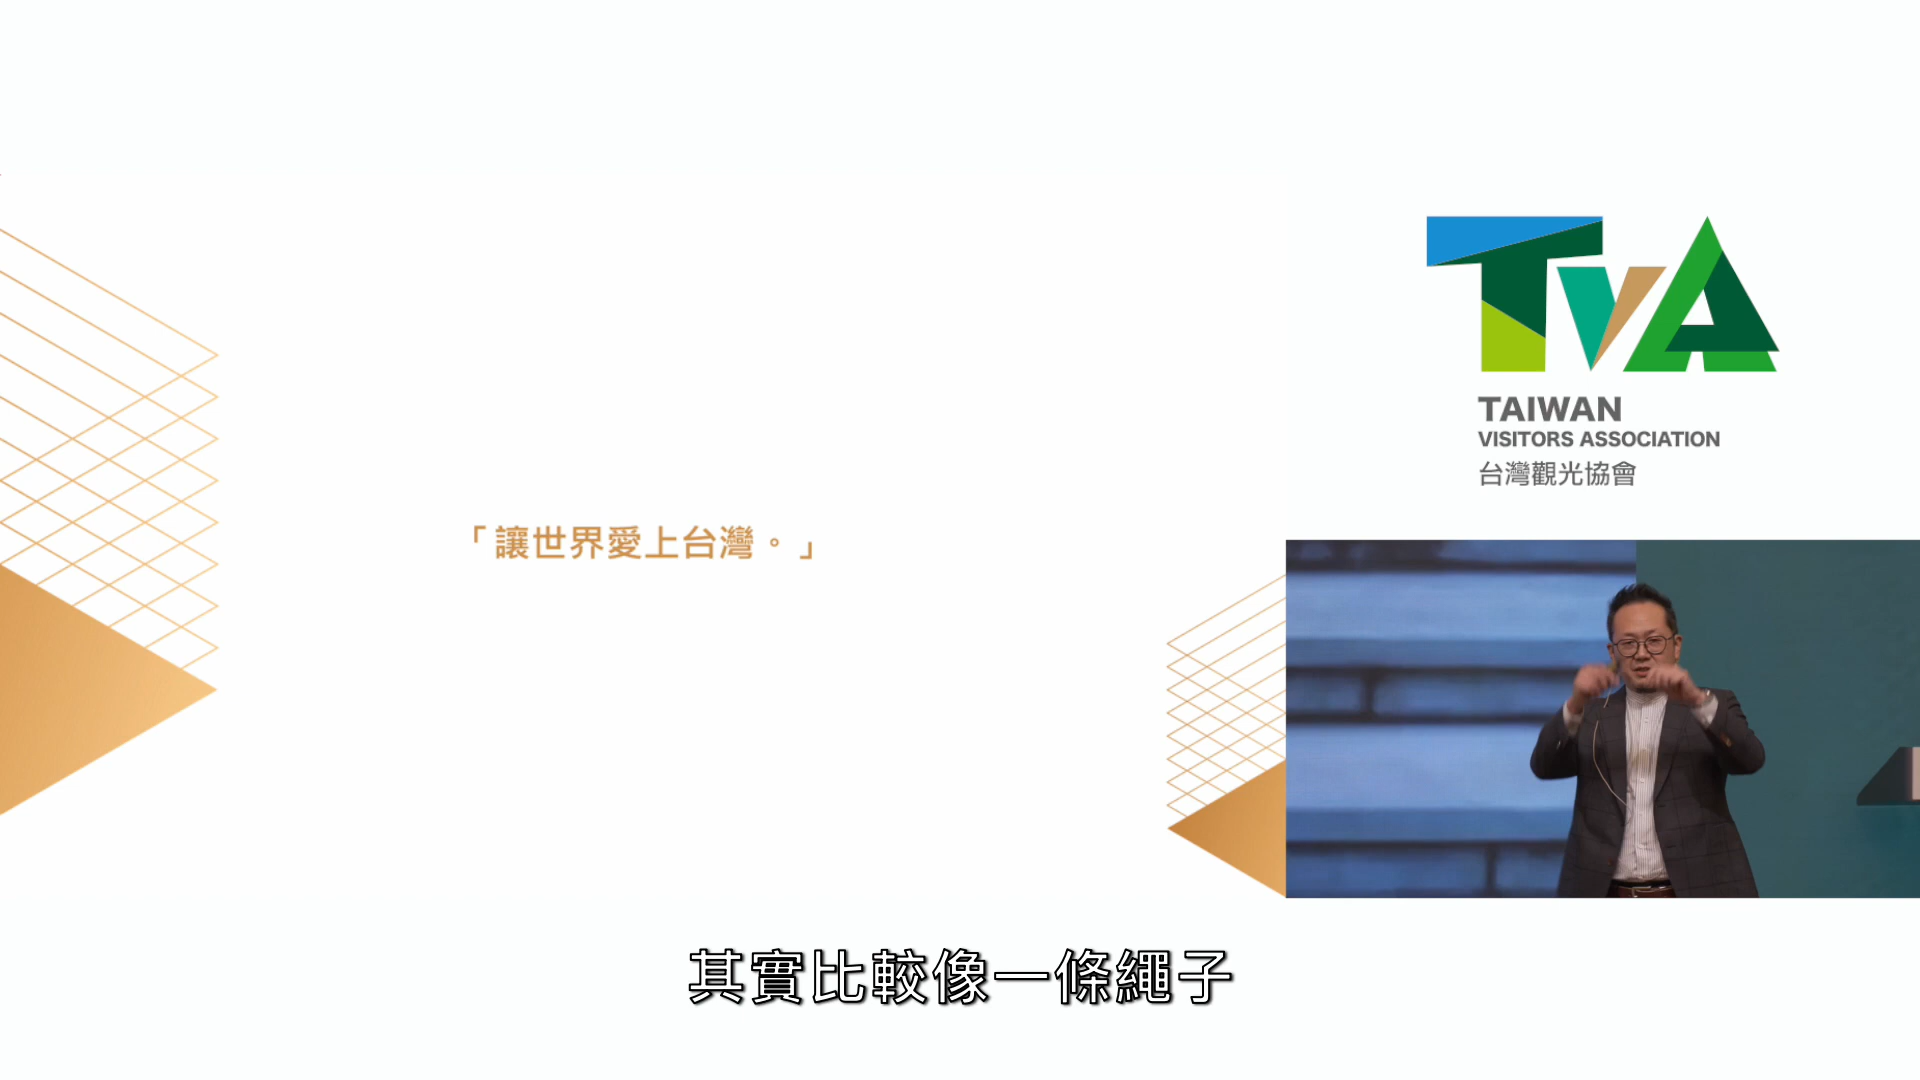 TVA
TAIWAN
VISITORS ASSOCIATION
台灣觀光協會
「讓世界愛上台灣。」
其實比較像一條繩子